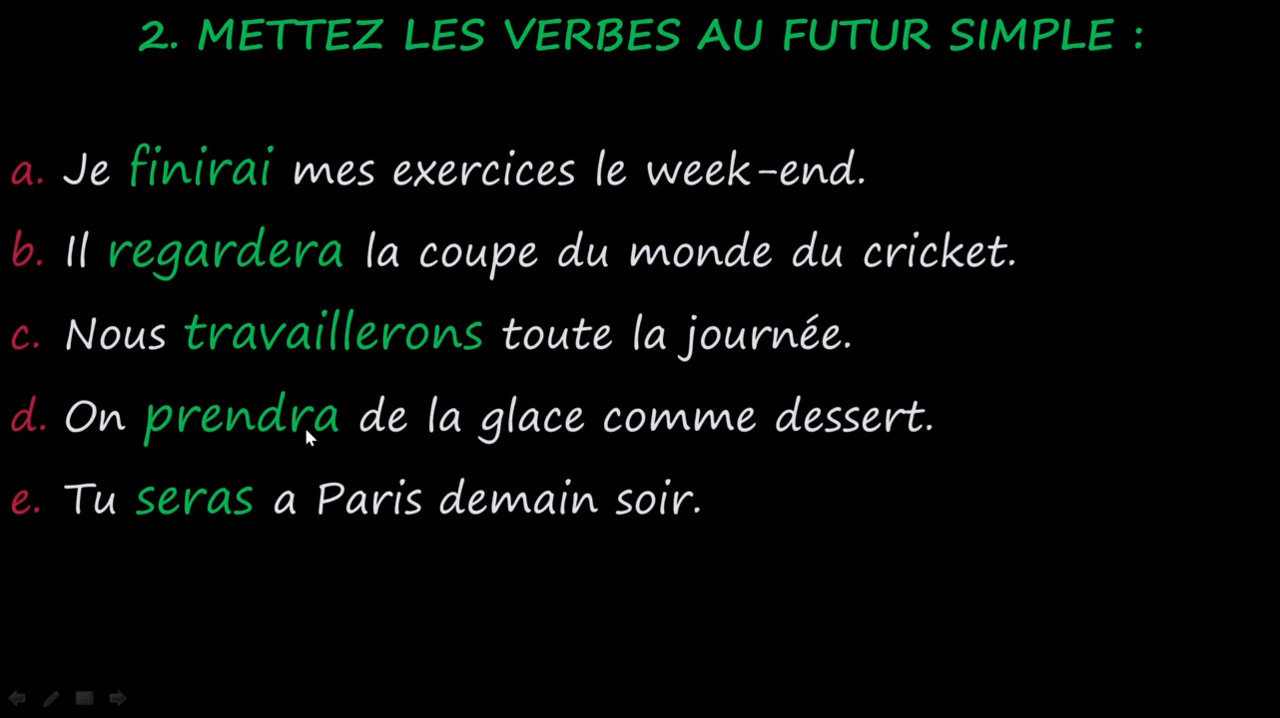 2. METTEZ LES VERBES AU FUTUR SIMPLE :
a. Je finirai mes exercices le week-end.
b. Il regardera la coupe du monde du cricket.
c. Nous travaillerons toute la journée.
d. On prendra de la glace comme dessert.
e. Tu seras a Paris demain soir.